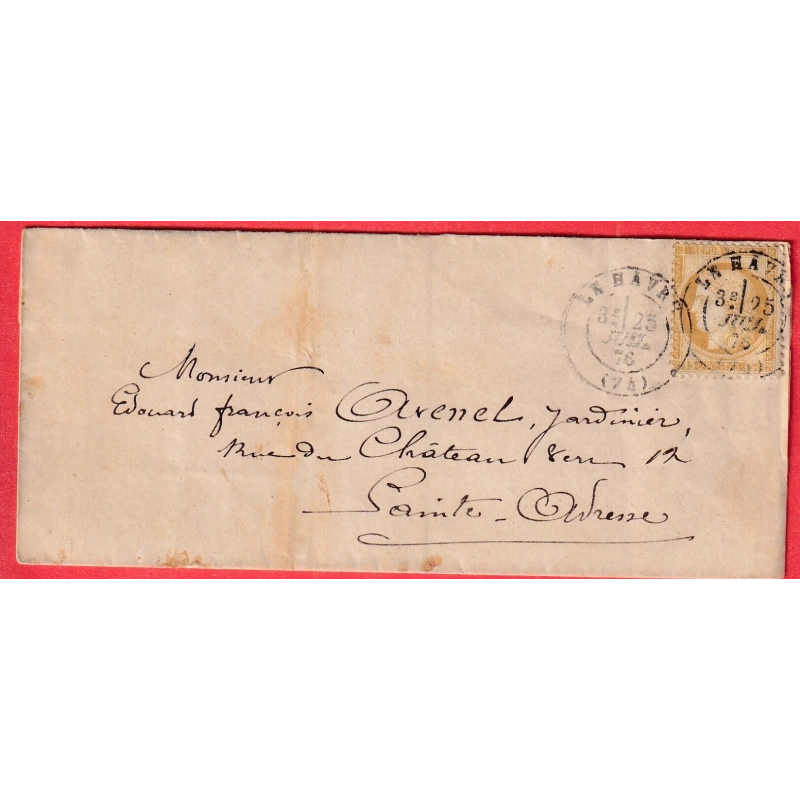 LE HAVRE
3E 25
JUIL.
76
(74)
LE HAVRE
3E 25
JUIL.
76
Monsieur
Edouard françois Avenel, Jardinier,
Rue du Château Vert 12
Sainte-Adresse